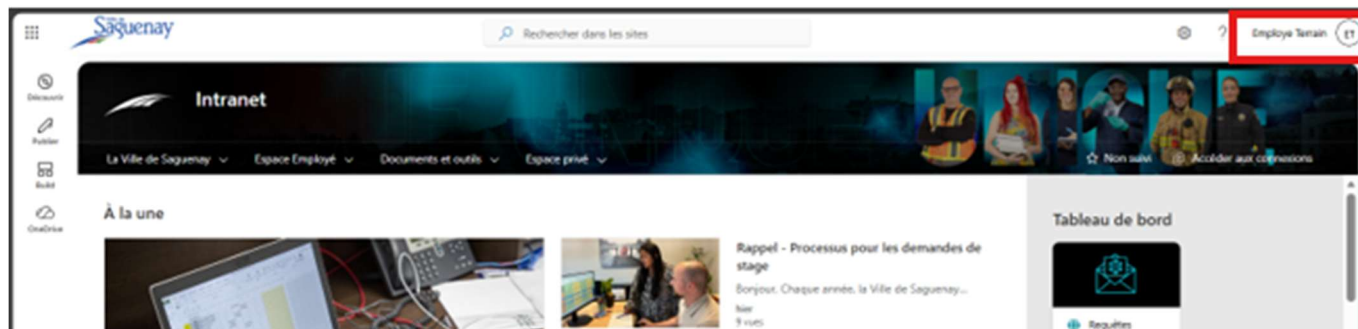 Saguenay
Rechercher dans les sites
?
Employe Terrain
ET
Découvrir
Publier
Build
OneDrive
Intranet
La Ville de Saguenay
Espace Employé
Documents et outils
Espace privé
Non suivi
Accéder aux connexions
À la une
Rappel - Processus pour les demandes de
stage
Bonjour, Chaque année, la Ville de Saguenay...
hier
9 vues
Tableau de bord
Requêtes